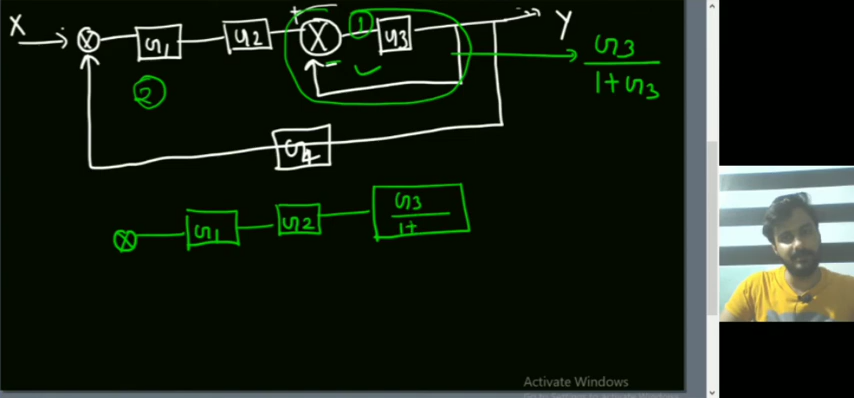 X
G1
G2
+
X
1
G3
Y
-
G3
1+G3
2
G4
X
G1
G2
G3
1+
Activate Windows